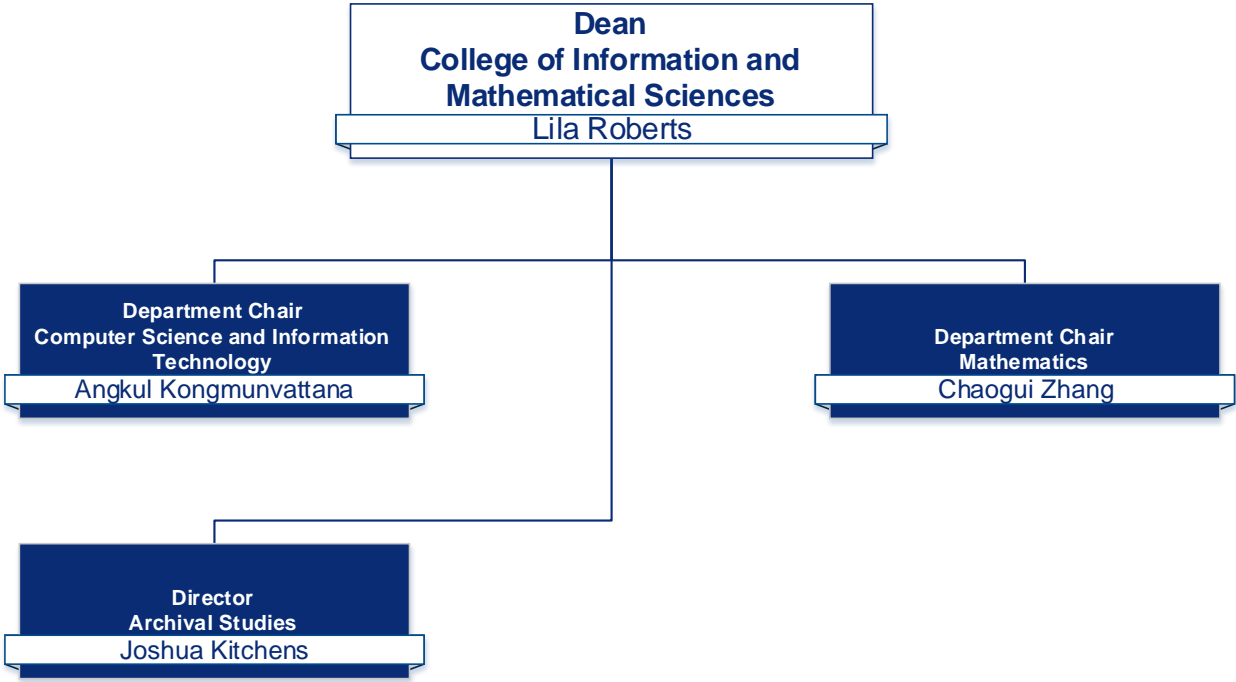 Dean
College of Information and
Mathematical Sciences
Lila Roberts
Department Chair
Computer Science and Information
Technology
Angkul Kongmunvattana
Department Chair
Mathematics
Chaogui Zhang
Director
Archival Studies
Joshua Kitchens